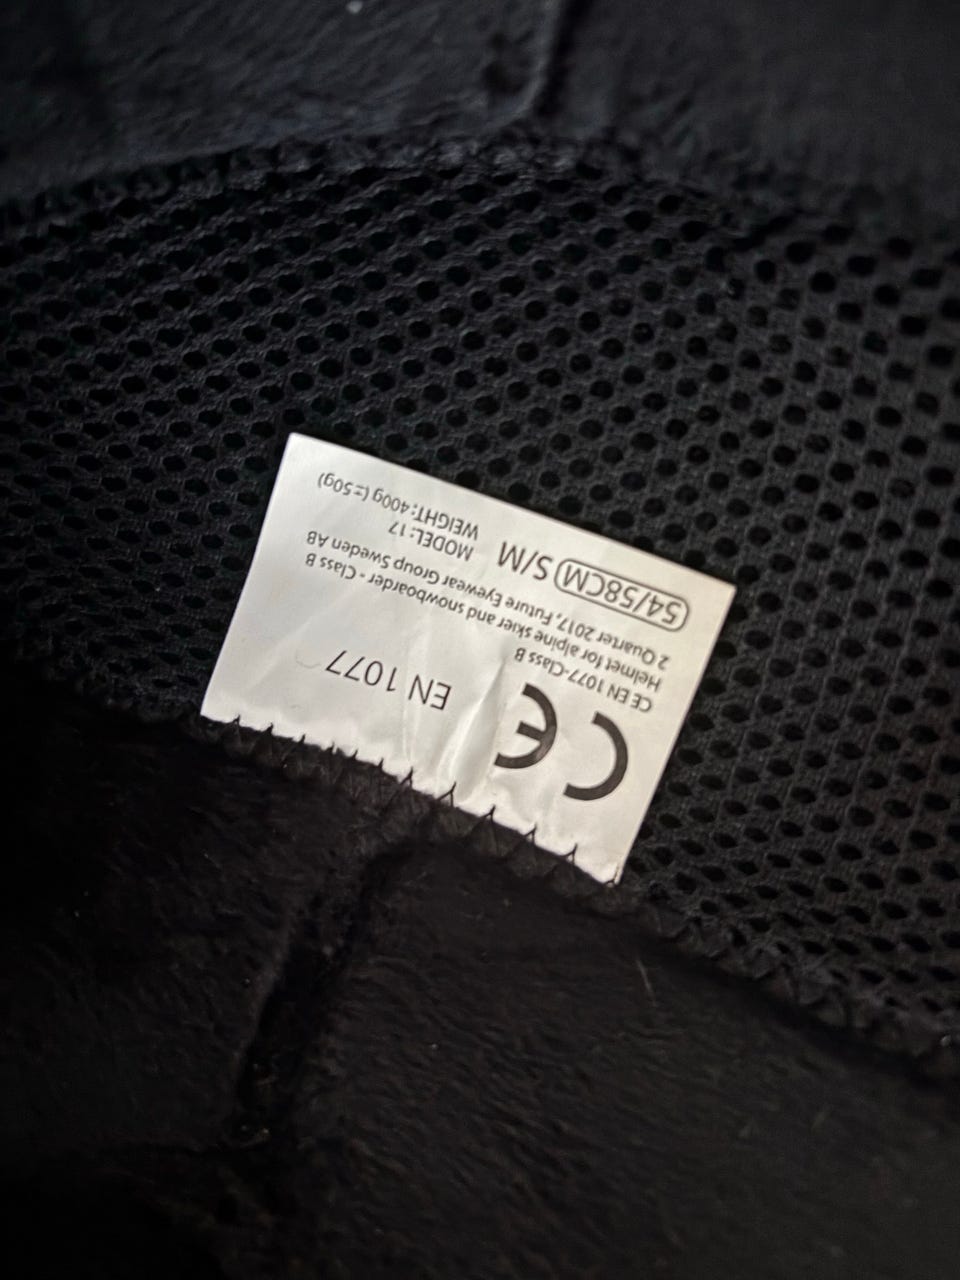 CE EN 1077
CE EN 1077-Class B
Helmet for alpine skier and snowboarder - Class B
2 Quarter 2017, Future Eyewear Group Sweden AB
54/58CM S/M MODEL: 17
WEIGHT: 400g (±50g)